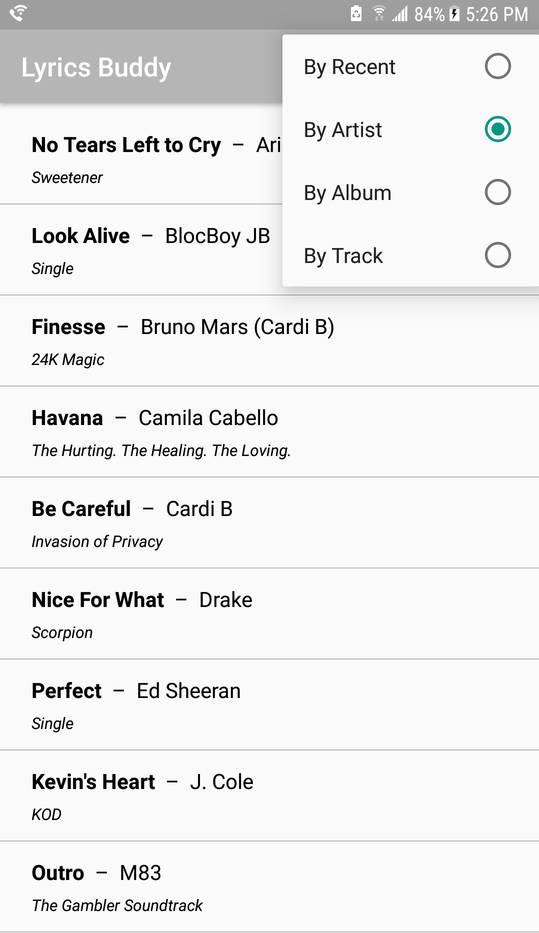 84% 5:26 PM
Lyrics Buddy
By Recent
By Artist
By Album
By Track
No Tears Left to Cry – Ari
Sweetener
Look Alive – BlocBoy JB
Single
Finesse – Bruno Mars (Cardi B)
24K Magic
Havana – Camila Cabello
The Hurting. The Healing. The Loving.
Be Careful – Cardi B
Invasion of Privacy
Nice For What – Drake
Scorpion
Perfect – Ed Sheeran
Single
Kevin's Heart – J. Cole
KOD
Outro – M83
The Gambler Soundtrack